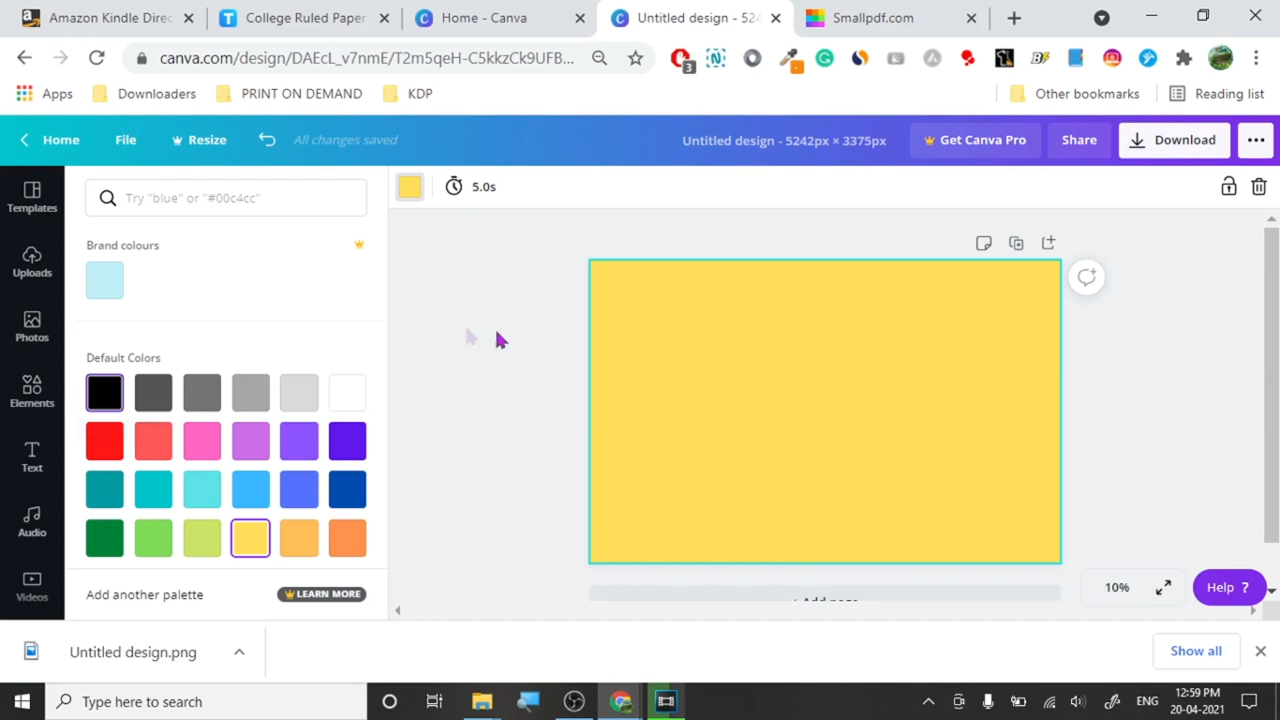 Amazon Kindle Direc
College Ruled Paper
Home - Canva
Untitled design - 524
Smallpdf.com
canva.com/design/DAEcL_v7nmE/T2m5qeH-C5kkzCk9UFB...
3
Apps
Downloaders
PRINT ON DEMAND
KDP
Other bookmarks
Reading list
Home
File
Resize
All changes saved
Untitled design - 5242px × 3375px
Get Canva Pro
Share
Download
Templates
Uploads
Photos
Elements
Text
Audio
Videos
Try "blue" or "#00c4cc"
5.0s
Brand colours
Default Colors
Add another palette
LEARN MORE
+ Add page
10%
Help ?
Untitled design.png
Show all
Type here to search
ENG
12:59 PM
20-04-2021